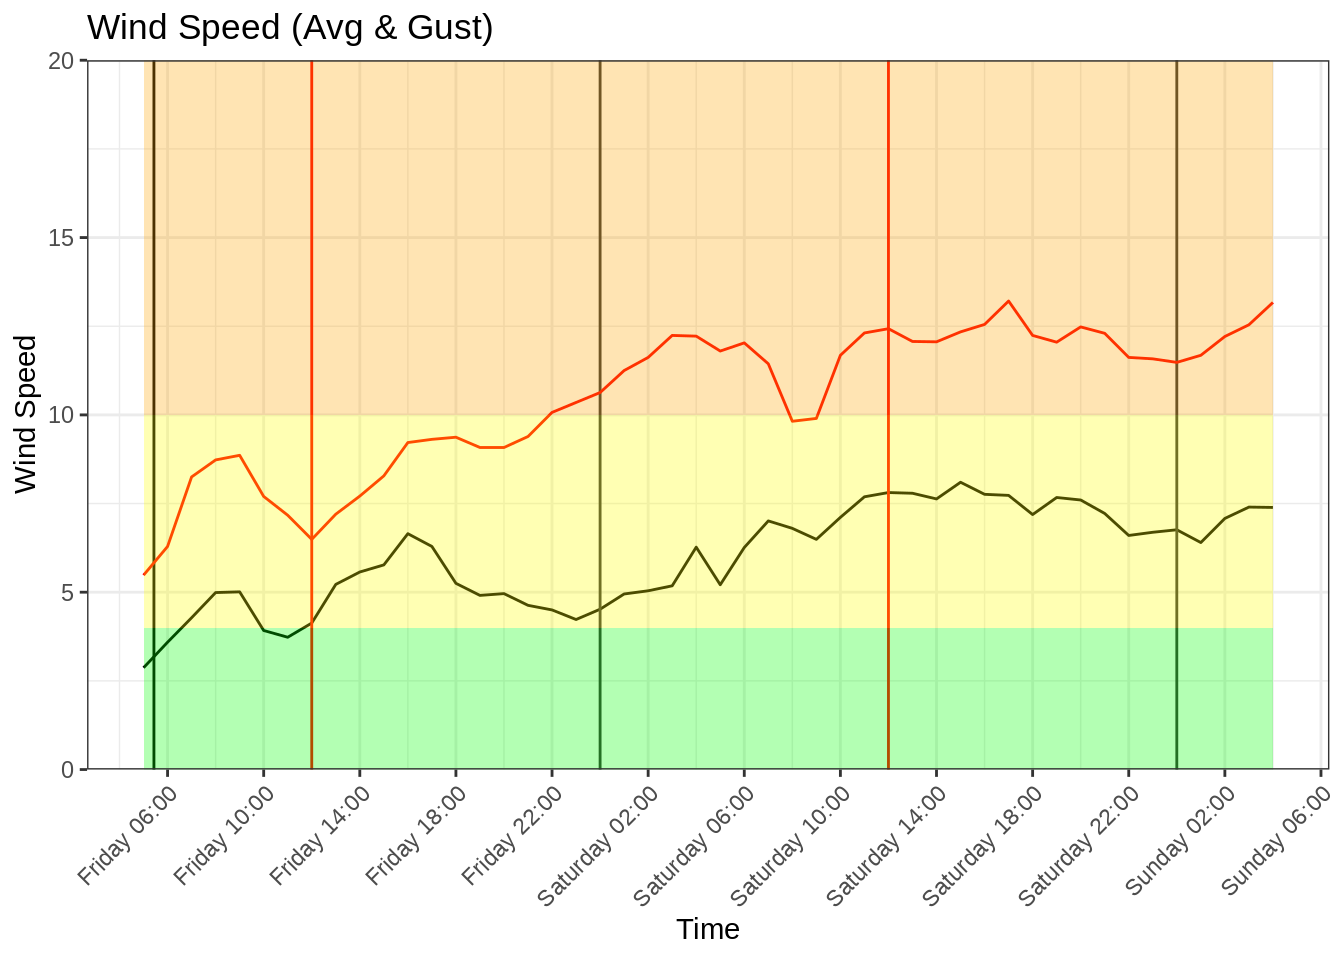 Wind Speed (Avg & Gust)
20
15
10
5
0
Wind Speed
Friday 06:00
Friday 10:00
Friday 14:00
Friday 18:00
Friday 22:00
Saturday 02:00
Saturday 06:00
Saturday 10:00
Saturday 14:00
Saturday 18:00
Saturday 22:00
Sunday 02:00
Sunday 06:00
Time